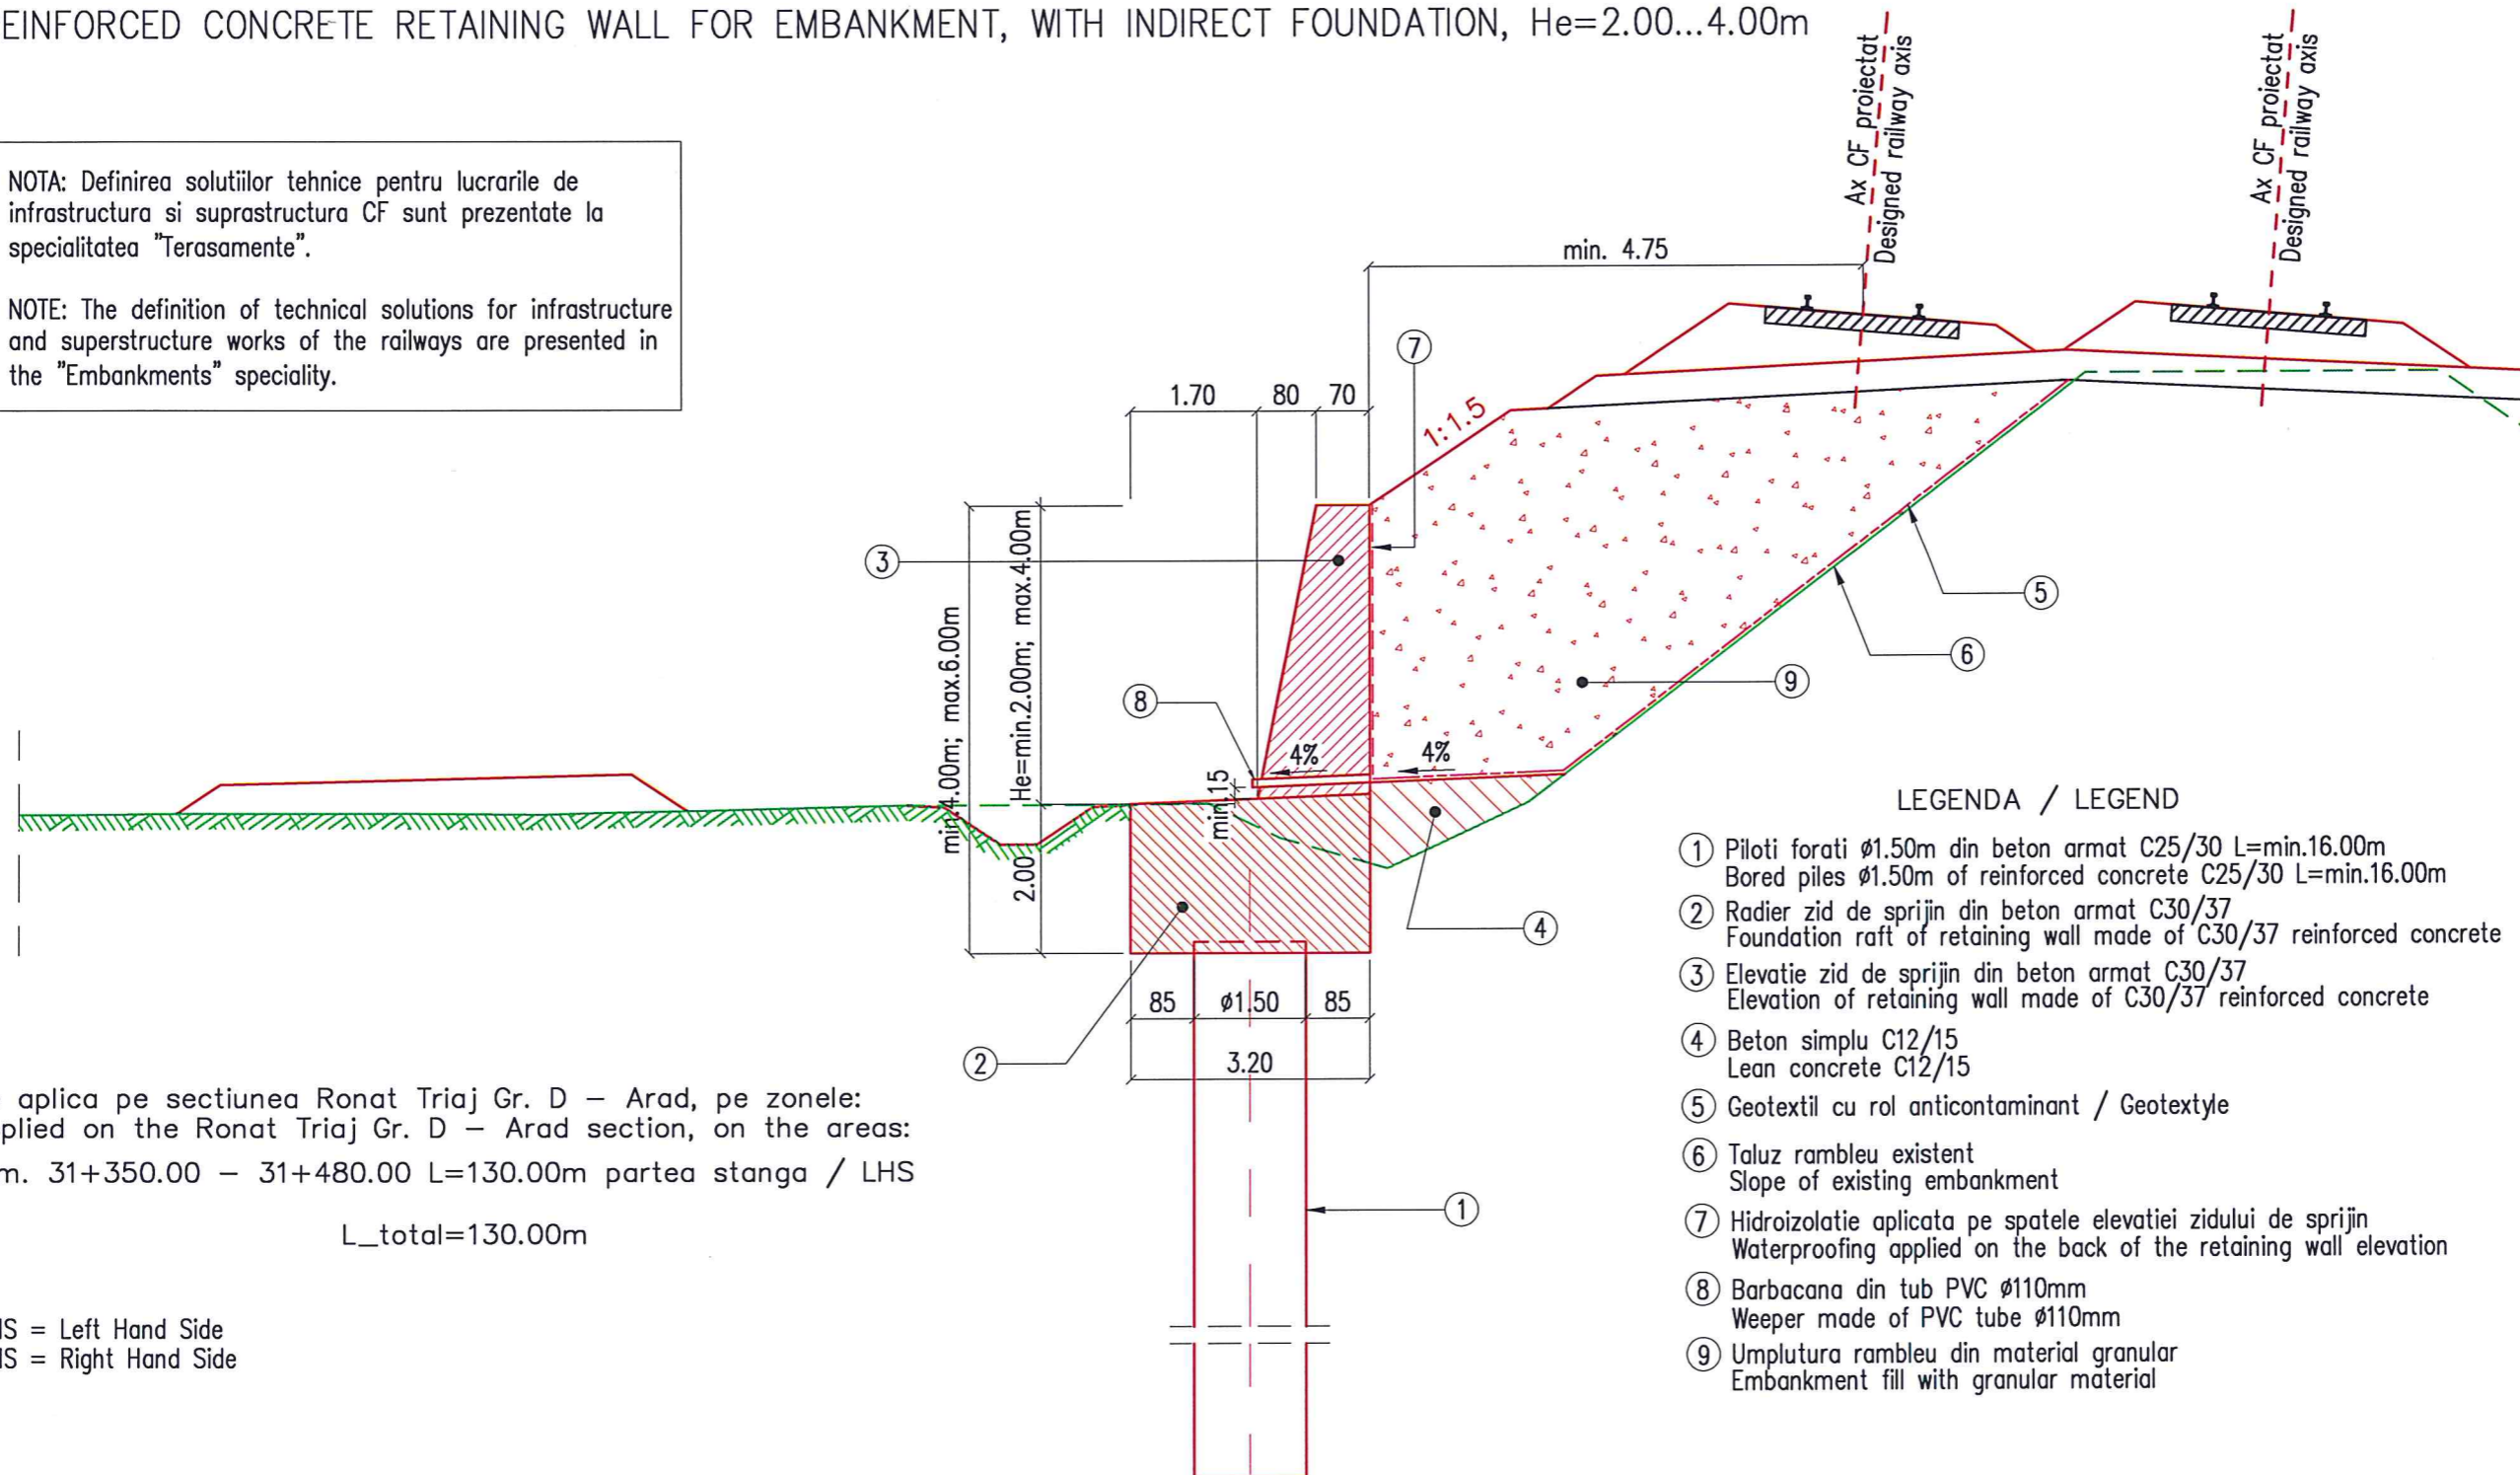 EINFORCED CONCRETE RETAINING WALL FOR EMBANKMENT, WITH INDIRECT FOUNDATION, He=2.00...4.00m
NOTA: Definirea solutiilor tehnice pentru lucrarile de
infrastructura si suprastructura CF sunt prezentate la
specialitatea "Terasamente".
NOTE: The definition of technical solutions for infrastructure
and superstructure works of the railways are presented in
the "Embankments" speciality.
Ax CF proiectat
Designed railway axis
Ax CF proiectat
Designed railway axis
min. 4.75
7
1.70 80 70
1:1.5
3
min.4.00m; max.6.00m
He=min.2.00m; max.4.00m
2.00
8
4%
4%
min.15
5
6
9
4
85 ø1.50 85
3.20
2
1
aplica pe sectiunea Ronat Triaj Gr. D – Arad, pe zonele:
plied on the Ronat Triaj Gr. D – Arad section, on the areas:
m. 31+350.00 – 31+480.00 L=130.00m partea stanga / LHS
L_total=130.00m
HS = Left Hand Side
HS = Right Hand Side
LEGENDA / LEGEND
1 Piloti forati ø1.50m din beton armat C25/30 L=min.16.00m
Bored piles ø1.50m of reinforced concrete C25/30 L=min.16.00m
2 Radier zid de sprijin din beton armat C30/37
Foundation raft of retaining wall made of C30/37 reinforced concrete
3 Elevatie zid de sprijin din beton armat C30/37
Elevation of retaining wall made of C30/37 reinforced concrete
4 Beton simplu C12/15
Lean concrete C12/15
5 Geotextil cu rol anticontaminant / Geotextyle
6 Taluz rambleu existent
Slope of existing embankment
7 Hidroizolatie aplicata pe spatele elevatiei zidului de sprijin
Waterproofing applied on the back of the retaining wall elevation
8 Barbacana din tub PVC ø110mm
Weeper made of PVC tube ø110mm
9 Umplutura rambleu din material granular
Embankment fill with granular material